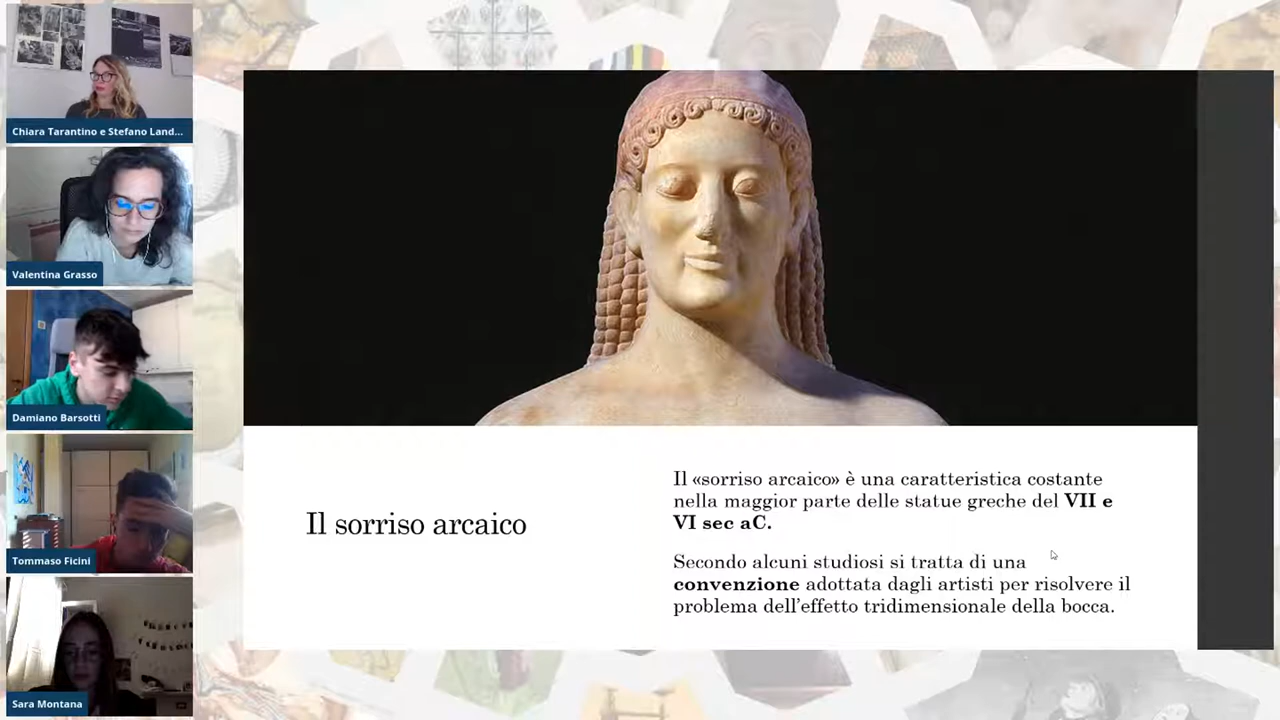 Chiara Tarantino e Stefano Land...
Valentina Grasso
Damiano Barsotti
Tommaso Ficini
Sara Montana
Il sorriso arcaico
Il «sorriso arcaico» è una caratteristica costante
nella maggior parte delle statue greche del VII e
VI sec aC.
Secondo alcuni studiosi si tratta di una
convenzione adottata dagli artisti per risolvere il
problema dell'effetto tridimensionale della bocca.